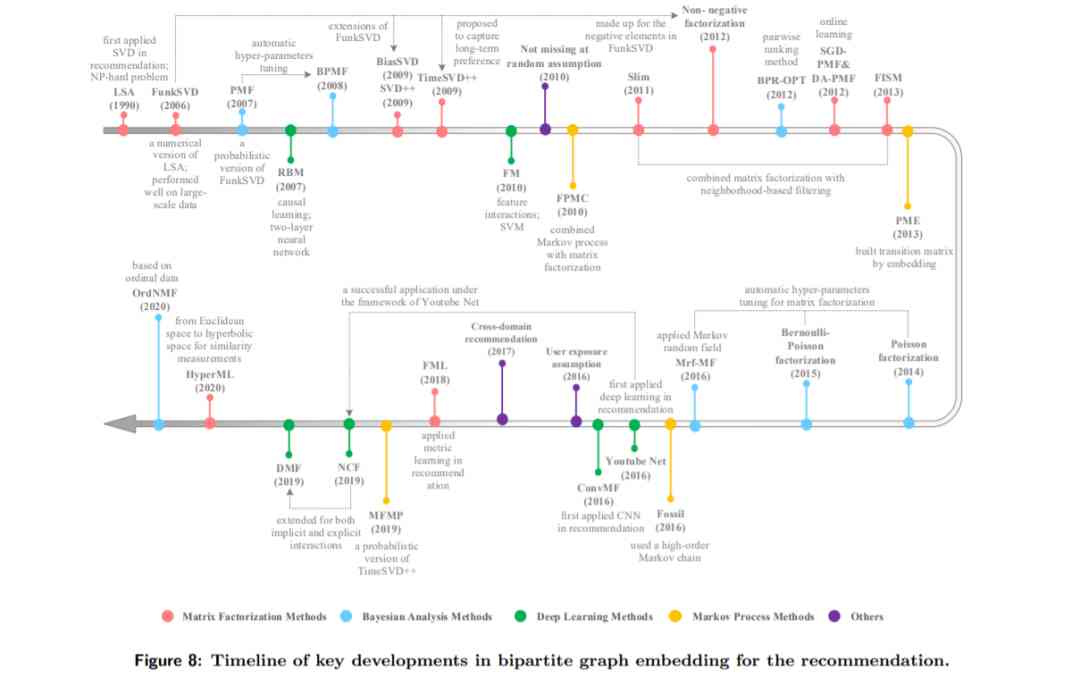 first applied
SVD in
recommendation;
NP-hard problem
LSA
(1990)
FunkSVD
(2006)
a numerical
version of
LSA;
performed
well on large-
scale data
automatic
hyper-parameters
tuning
PMF
(2007)
a
probabilistic
version of
FunkSVD
RBM
(2007)
causal
learning;
two-layer
neural
network
BPMF
(2008)
extensions of
FunkSVD
BiasSVD
(2009)
SVD++
(2009)
proposed
to capture
long-term
preference
TimeSVD++
(2009)
FM
(2010)
feature
interactions;
SVM
Not missing at
random assumption
(2010)
FPMC
(2010)
combined
Markov process
with matrix
factorization
made up for the
negative elements in
FunkSVD
Slim
(2011)
Non- negative
factorization
(2012)
pairwise
ranking
method
BPR-OPT
(2012)
online
learning
SGD-
PMF&
DA-PMF
(2012)
FISM
(2013)
combined matrix factorization with
neighborhood-based filtering
PME
(2013)
built transition matrix
by embedding
automatic hyper-parameters
tuning for matrix factorization
Poisson
factorization
(2014)
Bernoulli-
Poisson
factorization
(2015)
applied Markov
random field
Mrf-MF
(2016)
Fossil
(2016)
used a high-order
Markov chain
first applied
deep learning in
recommendation
Youtube Net
(2016)
ConvMF
(2016)
first applied CNN
in recommendation
User exposure
assumption
(2016)
Cross-domain
recommendation
(2017)
FML
(2018)
applied
metric
learning in
recommend
ation
a successful application under
the framework of Youtube Net
MFMP
(2019)
a probabilistic
version of
TimeSVD++
NCF
(2019)
DMF
(2019)
extended for both
implicit and explicit
interactions
from Euclidean
space to hyperbolic
space for similarity
measurements
HyperML
(2020)
based on
ordinal data
OrdNMF
(2020)
Matrix Factorization Methods
Bayesian Analysis Methods
Deep Learning Methods
Markov Process Methods
Others
Figure 8: Timeline of key developments in bipartite graph embedding for the recommendation.